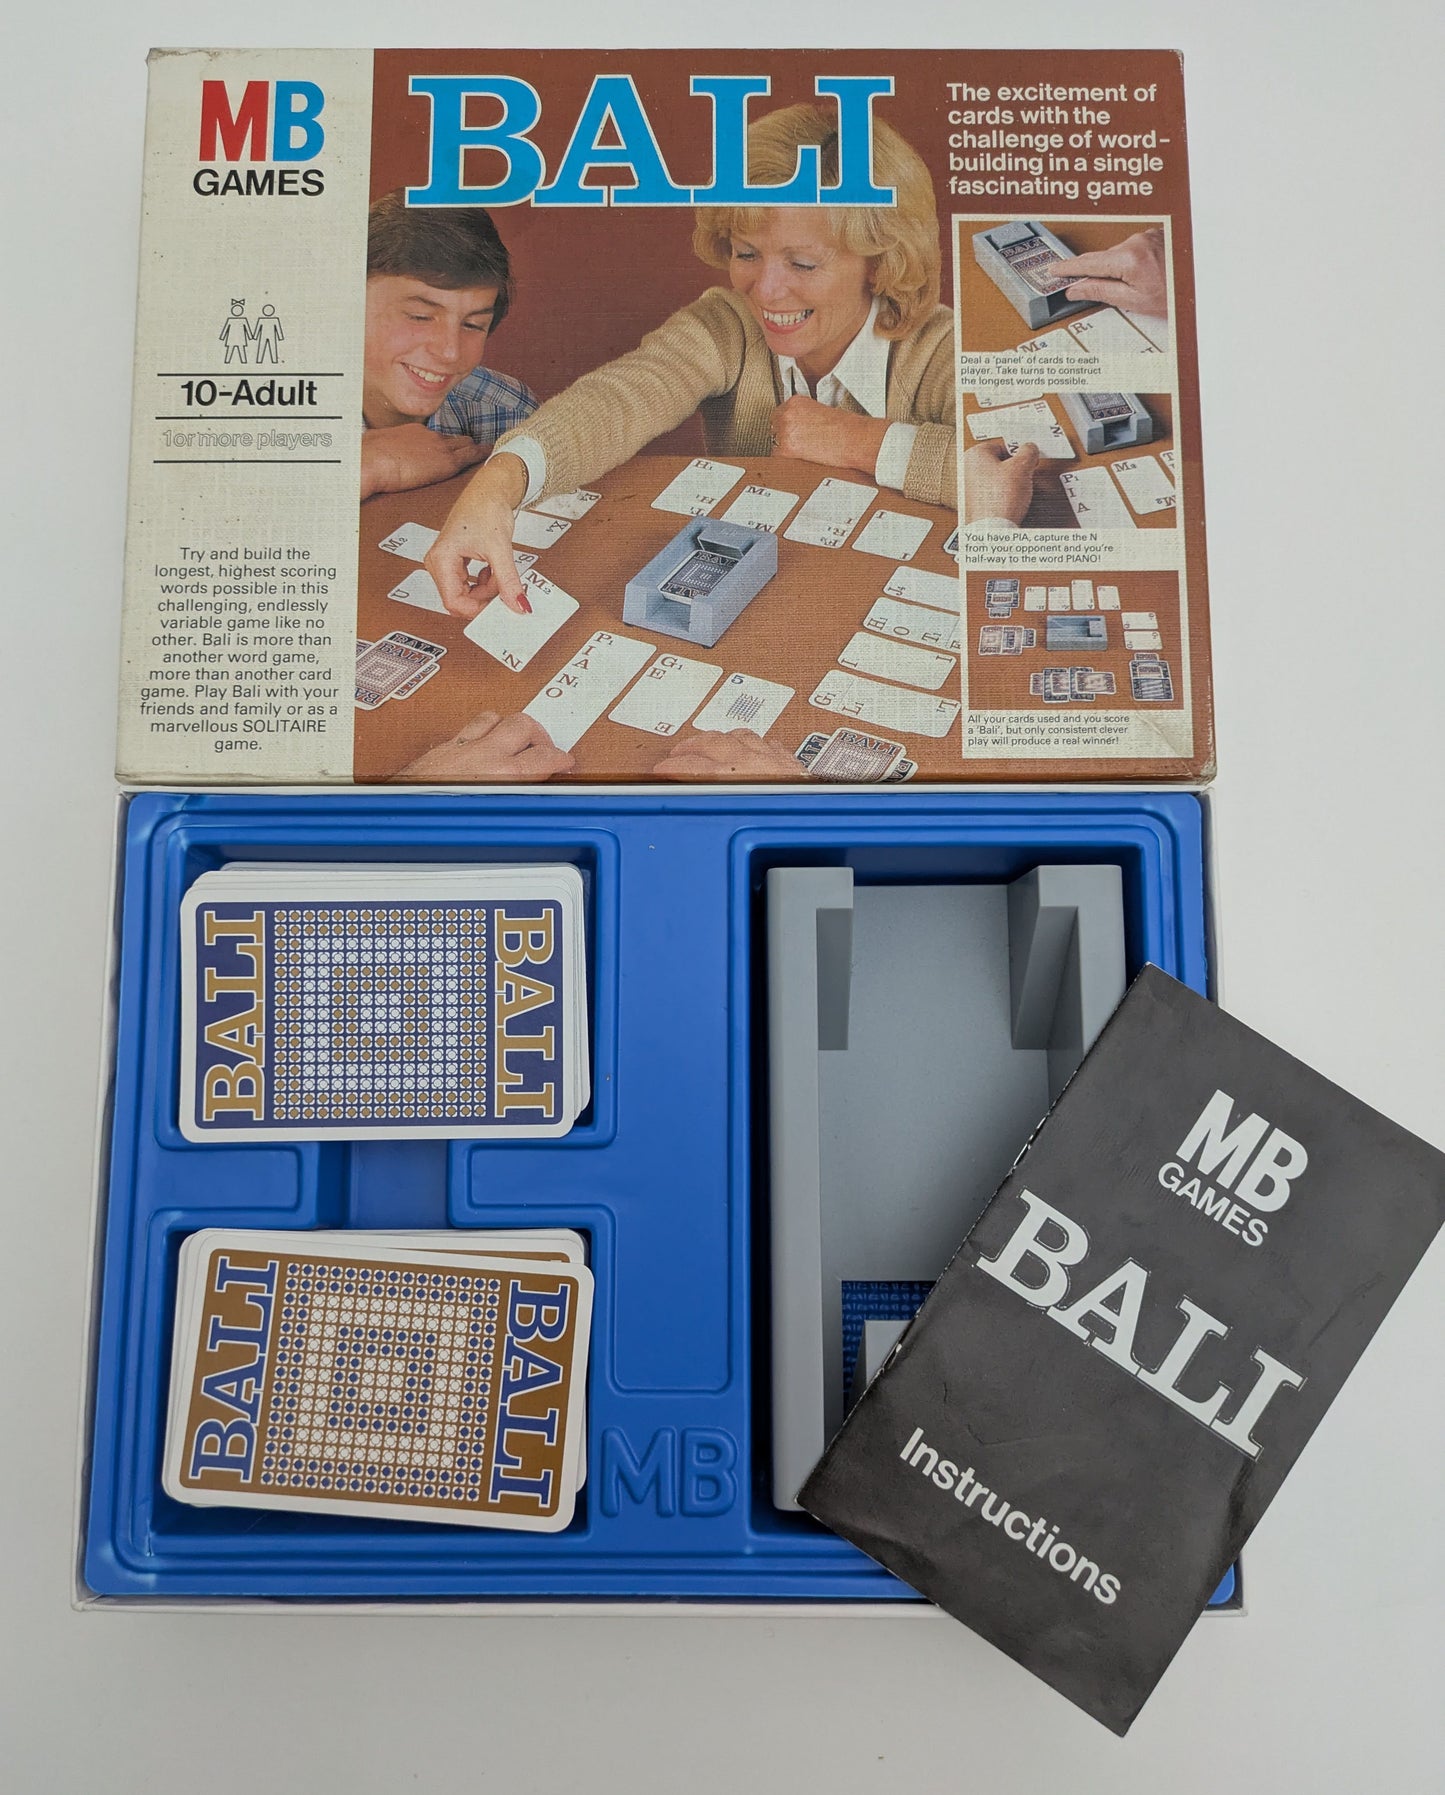 MB
GAMES
10-Adult
1 or more players
Try and build the
longest, highest scoring
words possible in this
challenging, endlessly
variable game like no
other. Bali is more than
another word game,
more than another card
game. Play Bali with your
friends and family or as a
marvellous SOLITAIRE
game.
BALI
The excitement of
cards with the
challenge of word-
building in a single
fascinating game
Deal a 'panel' of cards to each
player. Take turns to construct
the longest words possible.
You have PIA, capture the N
from your opponent and you're
half-way to the word PIANO!
All your cards used and you score
a 'Bali', but only consistent clever
play will produce a real winner!
BALI
BALI
BALI
BALI
MB
MB
GAMES
BALI
Instructions